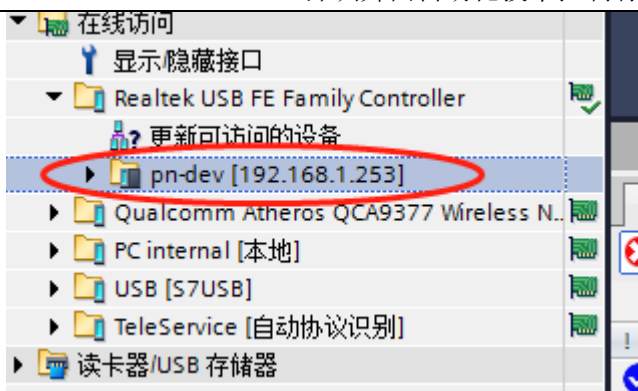 在线访问
显示/隐藏接口
Realtek USB FE Family Controller
更新可访问的设备
pn-dev [192.168.1.253]
Qualcomm Atheros QCA9377 Wireless N..
PC internal [本地]
USB [S7USB]
TeleService [自动协议识别]
读卡器/USB 存储器